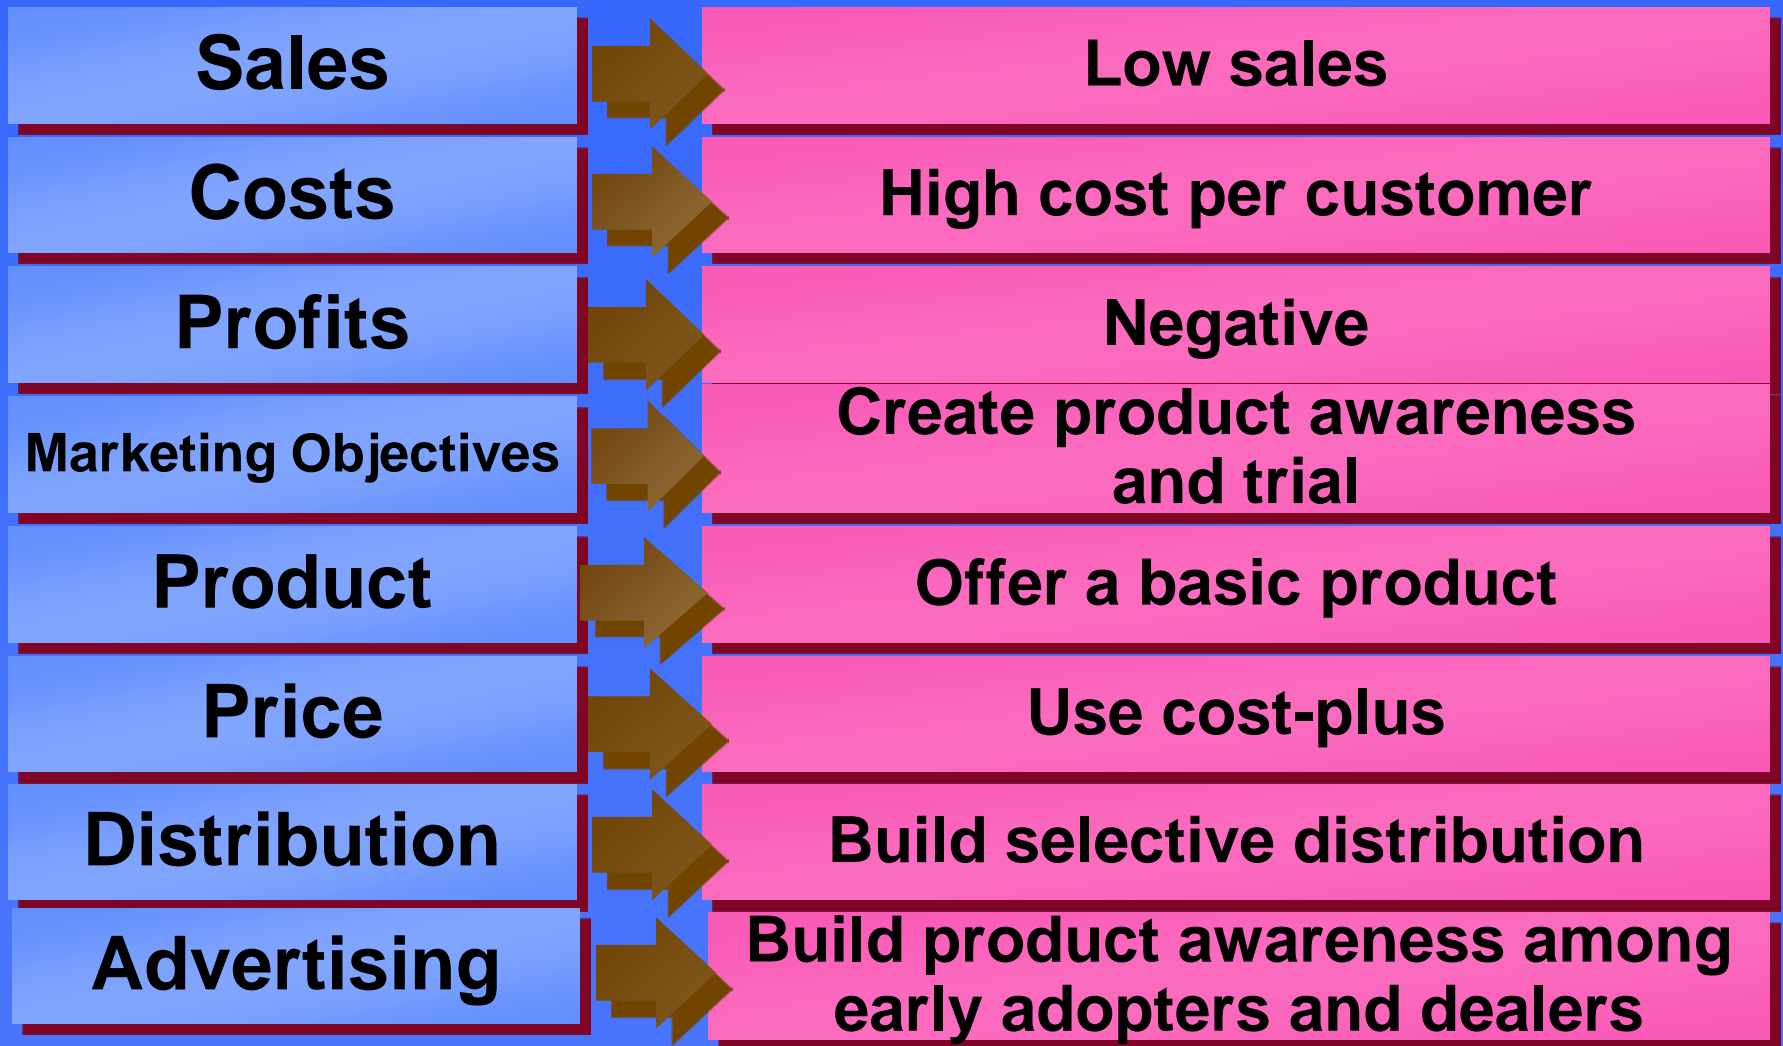 Sales
Low sales
Costs
High cost per customer
Profits
Negative
Marketing Objectives
Create product awareness
and trial
Product
Offer a basic product
Price
Use cost-plus
Distribution
Build selective distribution
Advertising
Build product awareness among
early adopters and dealers